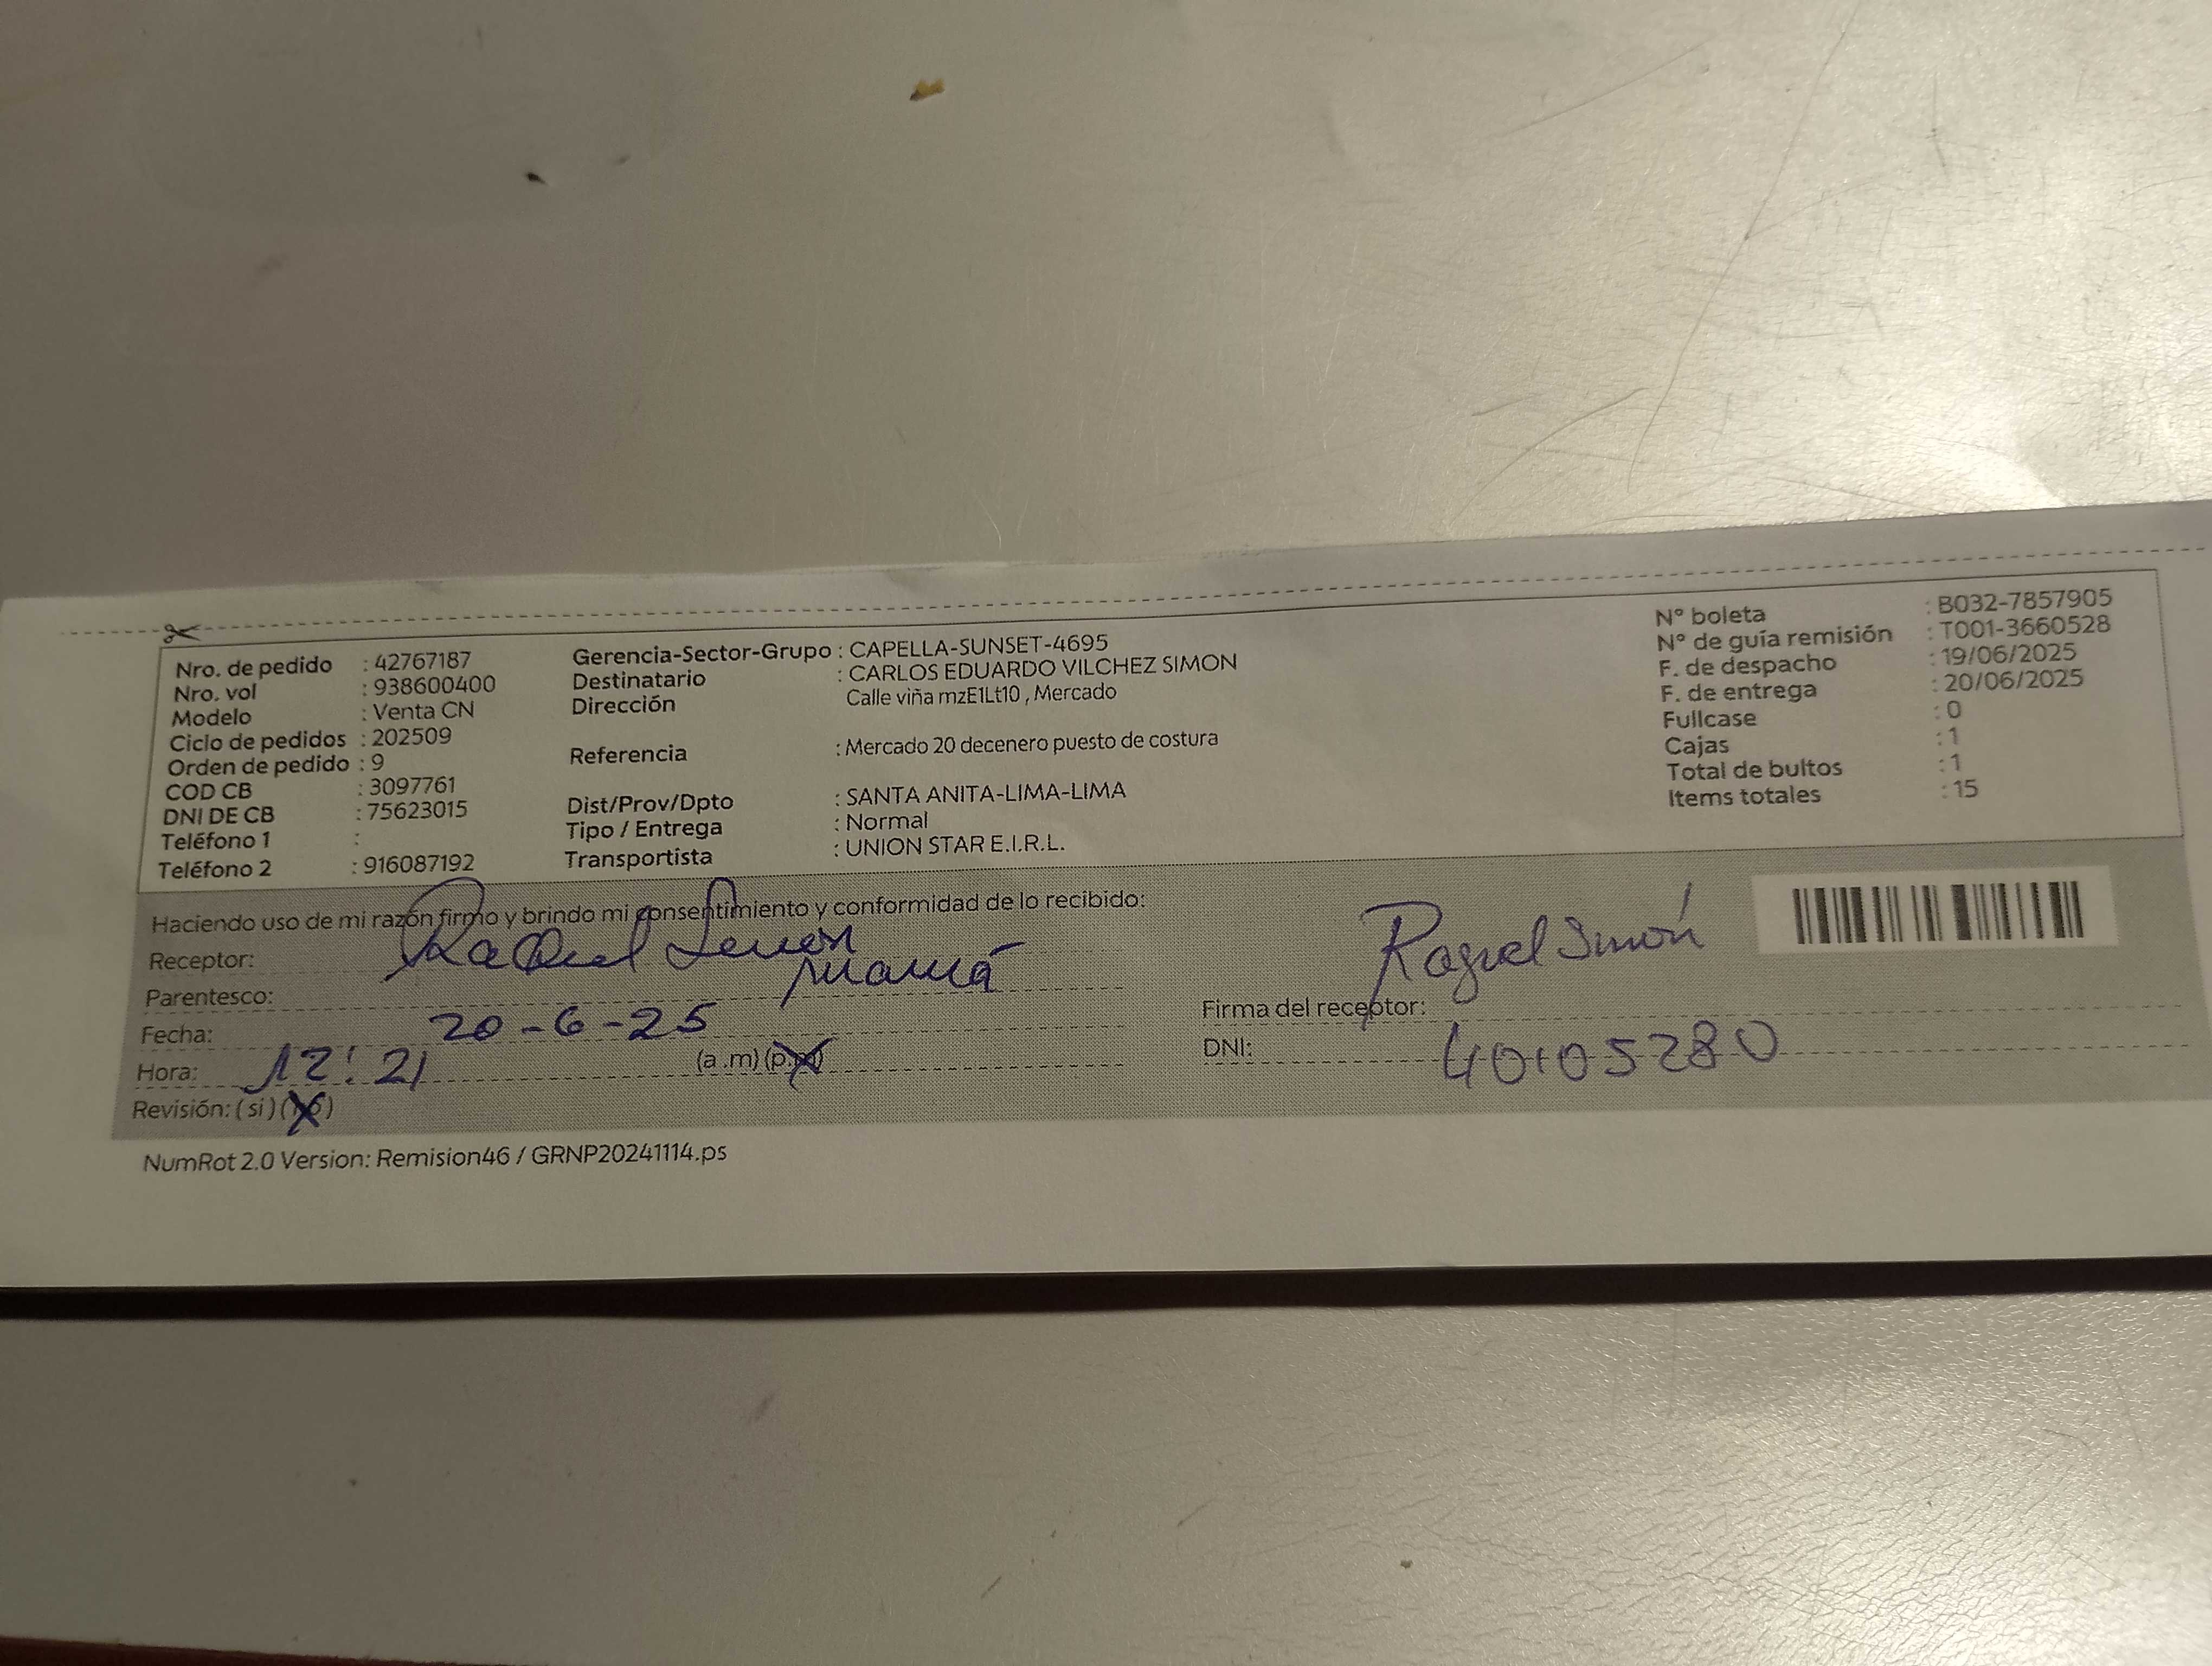 Nro. de pedido : 42767187
Nro. vol : 938600400
Modelo : Venta CN
Ciclo de pedidos : 202509
Orden de pedido : 9
COD CB : 3097761
DNI DE CB : 75623015
Teléfono 1 :
Teléfono 2 : 916087192
Gerencia-Sector-Grupo : CAPELLA-SUNSET-4695
Destinatario : CARLOS EDUARDO VILCHEZ SIMON
Dirección Calle viña mzE1Lt10 , Mercado
Referencia : Mercado 20 decenero puesto de costura
Dist/Prov/Dpto : SANTA ANITA-LIMA-LIMA
Tipo / Entrega : Normal
Transportista : UNION STAR E.I.R.L.
N° boleta : B032-7857905
N° de guía remisión : T001-3660528
F. de despacho : 19/06/2025
F. de entrega : 20/06/2025
Fullcase : 0
Cajas : 1
Total de bultos : 1
Items totales : 15
Haciendo uso de mi razón firmo y brindo mi consentimiento y conformidad de lo recibido:
Receptor: Raquel Simón
Parentesco: mamá
Fecha: 20-6-25
Hora: 12:21 (a.m) (p.m)
Revisión: (si) (no)
Raquel Simón
Firma del receptor:
DNI: 40105280
NumRot 2.0 Version: Remision46 / GRNP20241114.ps